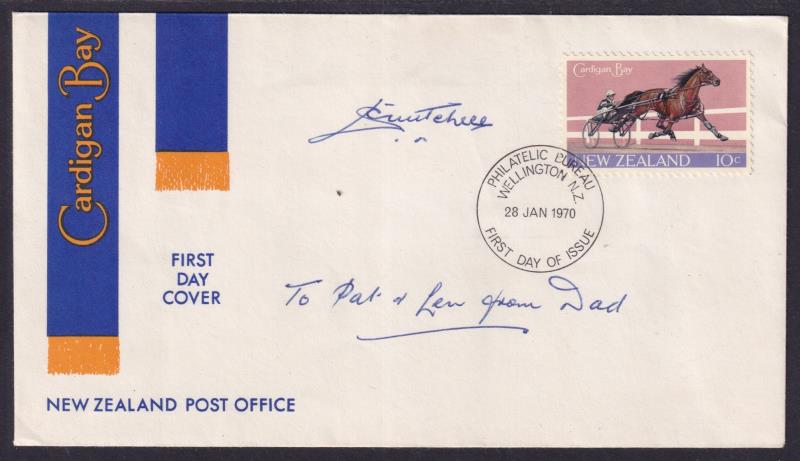 Cardigan Bay
Cardigan Bay
NEW ZEALAND 10c
PHILATELIC BUREAU
WELLINGTON N.Z.
28 JAN 1970
FIRST DAY OF ISSUE
FIRST
DAY
COVER
To Pat & Len from Dad
NEW ZEALAND POST OFFICE